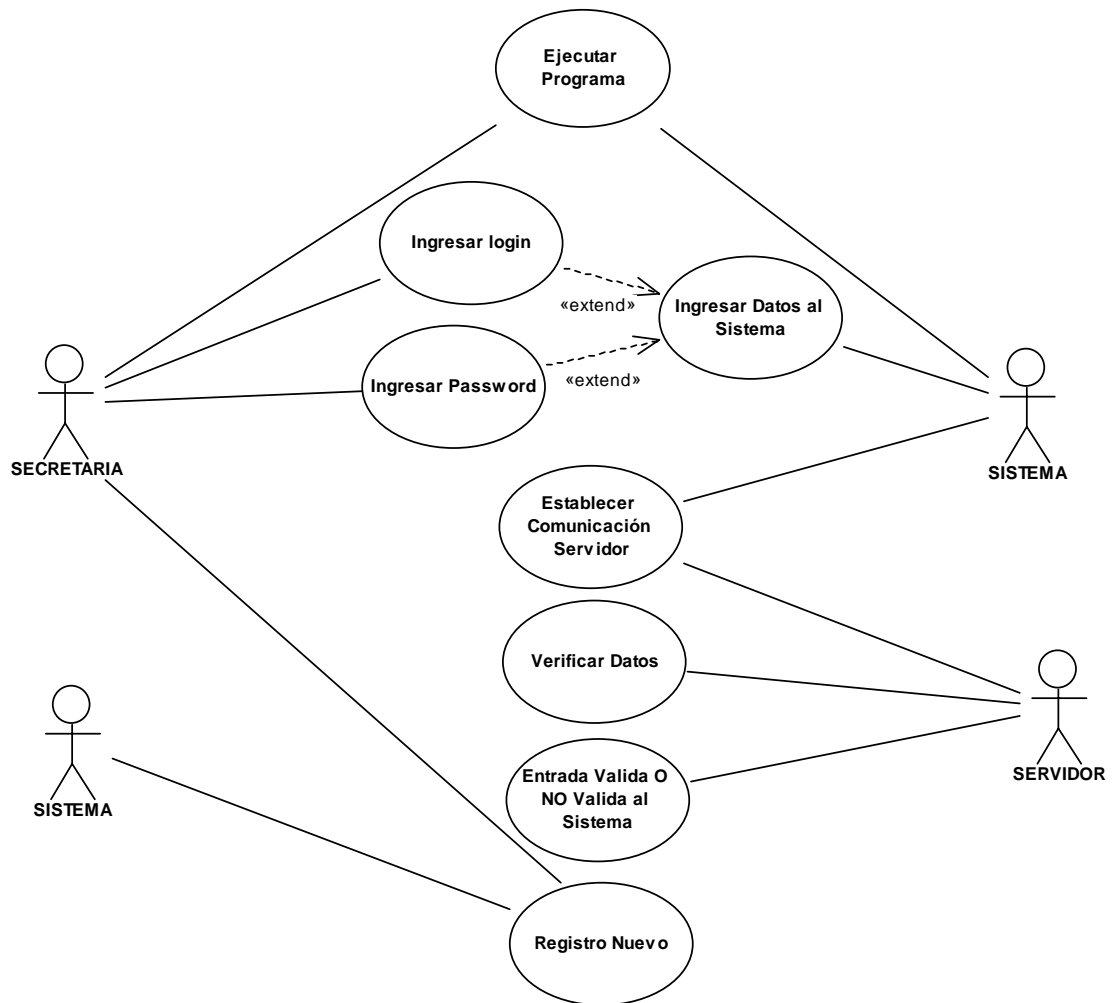 Ejecutar
Programa
Ingresar login
«extend»
Ingresar Datos al
Sistema
Ingresar Password
«extend»
SECRETARIA
SISTEMA
Establecer
Comunicación
Servidor
Verificar Datos
SERVIDOR
Entrada Valida O
NO Valida al
Sistema
SISTEMA
Registro Nuevo